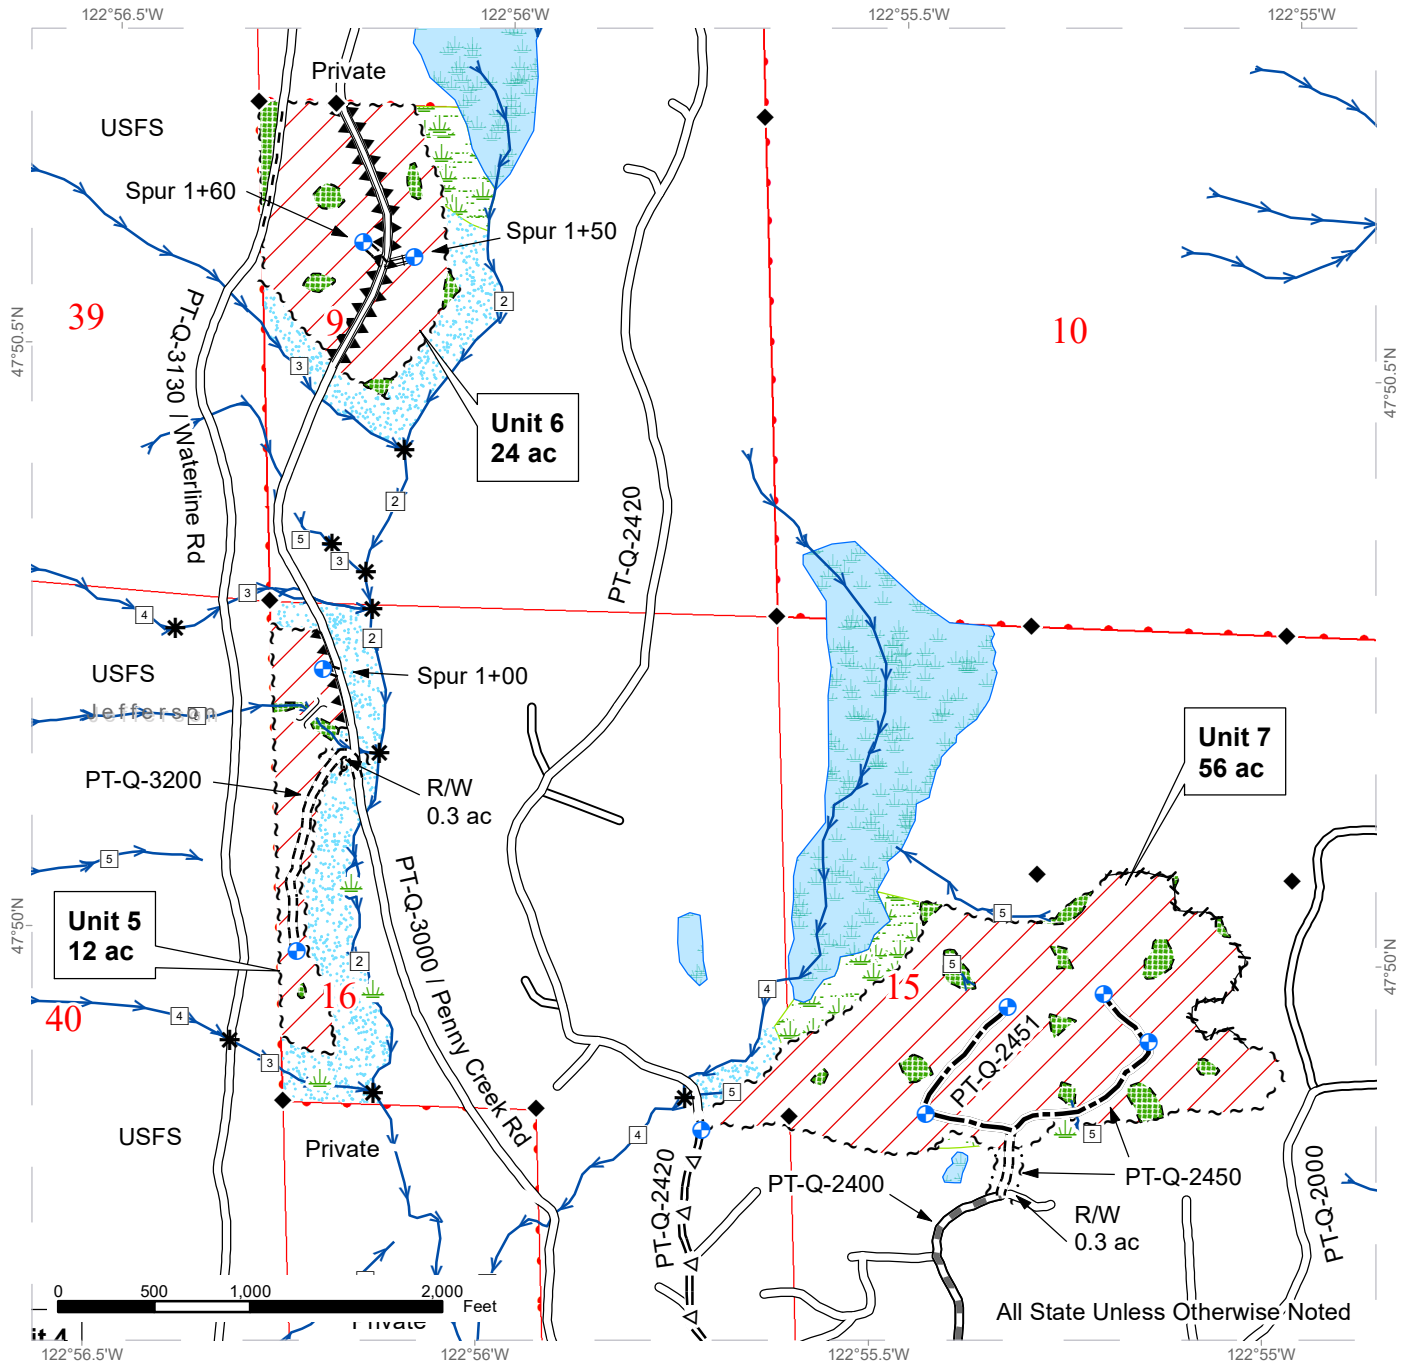 122°56.5'W
122°56'W
122°55.5'W
122°55'W
Private
USFS
Spur 1+60
Spur 1+50
2
39
9
10
47°50.5'N
47°50.5'N
3
PT-Q-3130 / Waterline Rd
Unit 6
24 ac
2
PT-Q-2420
5
3
3
4
2
USFS
Spur 1+00
Jefferson
Unit 7
56 ac
PT-Q-3200
R/W
0.3 ac
5
PT-Q-3000 / Penny Creek Rd
Unit 5
12 ac
5
47°50'N
47°50'N
2
5
4
16
15
40
4
PT-Q-2451
3
5
4
5
USFS
Private
PT-Q-2420
PT-Q-2400
PT-Q-2450
PT-Q-2000
R/W
0.3 ac
0
500
1,000
2,000
Feet
All State Unless Otherwise Noted
Private
it 4
122°56.5'W
122°56'W
122°55.5'W
122°55'W